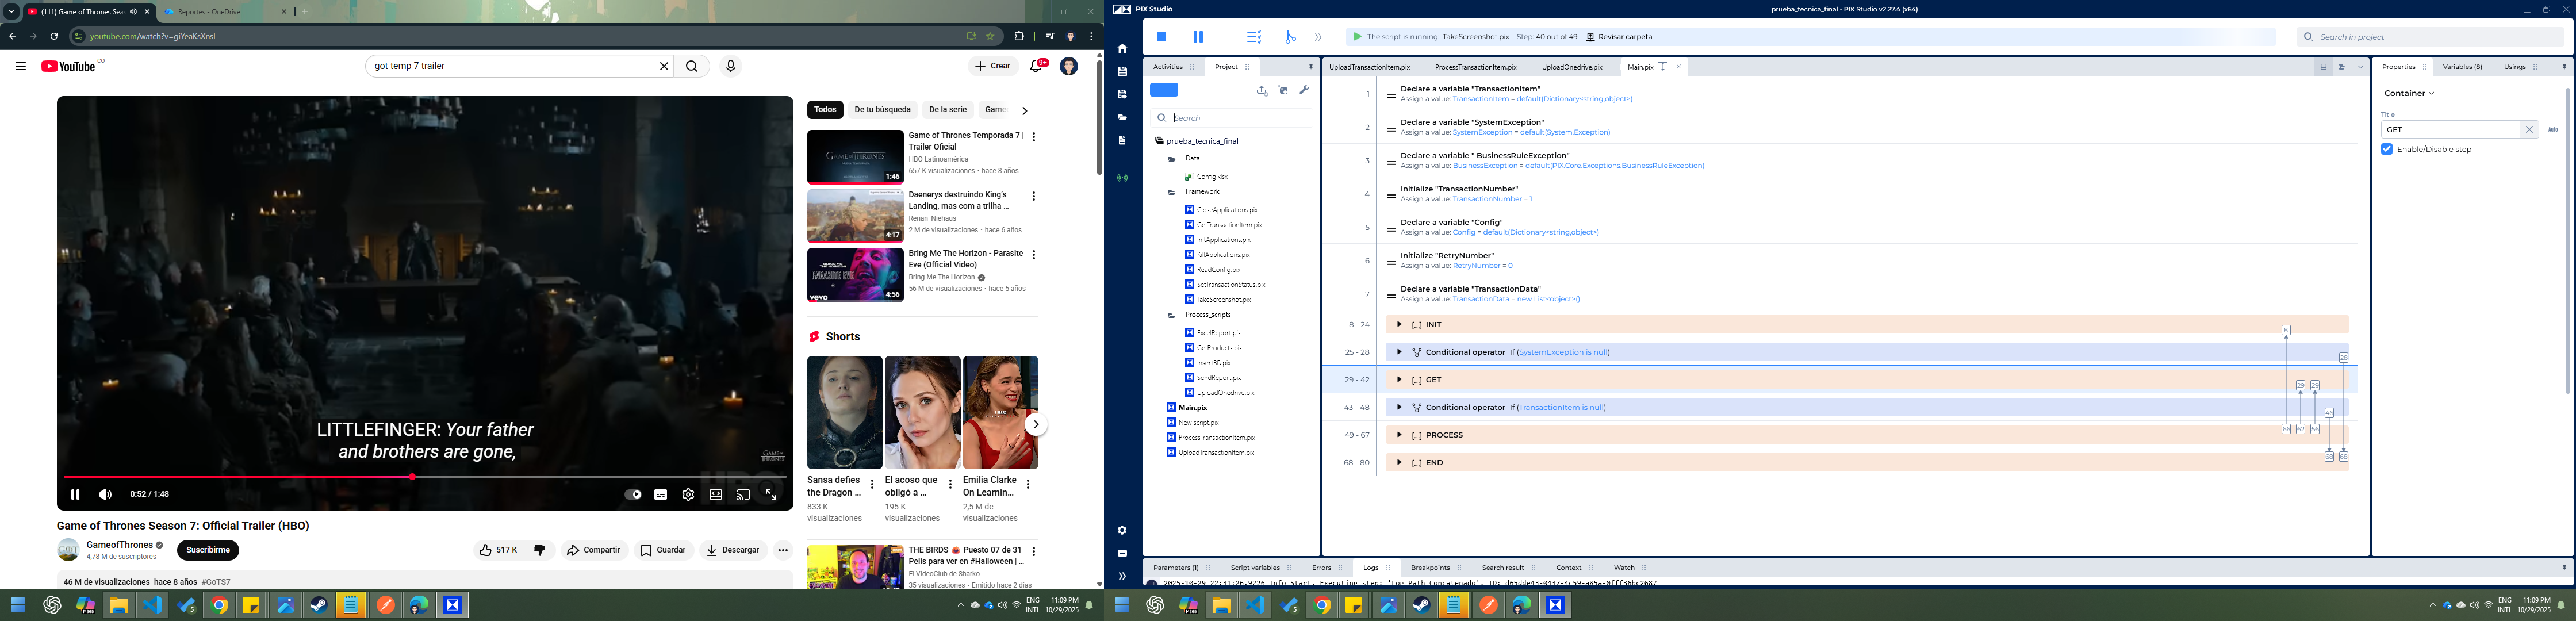 (111) Game of Thrones Sea
Reportes - OneDrive
youtube.com/watch?v=giYeaKsXnsI
YouTube CO
got temp 7 trailer
Crear
9+
LITTLEFINGER: Your father
and brothers are gone,
GAMEOFTHRONES
0:52 / 1:48
Game of Thrones Season 7: Official Trailer (HBO)
GameofThrones
4,78 M de suscriptores
Suscribirme
517 K
Compartir
Guardar
Descargar
46 M de visualizaciones hace 8 años #GoTS7
Todos
De tu búsqueda
De la serie
Game
Game of Thrones Temporada 7 |
Trailer Oficial
HBO Latinoamérica
657 K visualizaciones • hace 8 años
1:46
Daenerys destruindo King's
Landing, mas com a trilha ...
Renan_Niehaus
2 M de visualizaciones • hace 6 años
4:17
Bring Me The Horizon - Parasite
Eve (Official Video)
Bring Me The Horizon
56 M de visualizaciones • hace 5 años
PARASITE EVE
vevo
4:56
Shorts
Sansa defies
the Dragon ...
833 K
visualizaciones
El acoso que
obligó a ...
195 K
visualizaciones
Emilia Clarke
On Learnin...
2,5 M de
visualizaciones
THE BIRDS Puesto 07 de 31
Pelis para ver en #Halloween | ...
El VideoClub de Sharko
35 visualizaciones • Emitido hace 2 días
ENG
INTL
11:09 PM
10/29/2025
PIX Studio
prueba_tecnica_final - PIX Studio v2.27.4 (x64)
The script is running: TakeScreenshot.pix Step: 40 out of 49 Revisar carpeta
Search in project
Activities
Project
Search
prueba_tecnica_final
Data
Config.xlsx
Framework
CloseApplications.pix
GetTransactionItem.pix
InitApplications.pix
KillApplications.pix
ReadConfig.pix
SetTransactionStatus.pix
TakeScreenshot.pix
Process_scripts
ExcelReport.pix
GetProducts.pix
InsertBD.pix
SendReport.pix
UploadOnedrive.pix
Main.pix
New script.pix
ProcessTransactionItem.pix
UploadTransactionItem.pix
UploadTransactionItem.pix
ProcessTransactionItem.pix
UploadOnedrive.pix
Main.pix
1
Declare a variable "TransactionItem"
Assign a value: TransactionItem = default(Dictionary<string,object>)
2
Declare a variable "SystemException"
Assign a value: SystemException = default(System.Exception)
3
Declare a variable " BusinessRuleException"
Assign a value: BusinessException = default(PIX.Core.Exceptions.BusinessRuleException)
4
Initialize "TransactionNumber"
Assign a value: TransactionNumber = 1
5
Declare a variable "Config"
Assign a value: Config = default(Dictionary<string,object>)
6
Initialize "RetryNumber"
Assign a value: RetryNumber = 0
7
Declare a variable "TransactionData"
Assign a value: TransactionData = new List<object>()
8 - 24 [...] INIT
25 - 28 Conditional operator If (SystemException is null)
29 - 42 [...] GET
43 - 48 Conditional operator If (TransactionItem is null)
49 - 67 [...] PROCESS
68 - 80 [...] END
8
28
29 29
46
66 62 56
68 68
Properties
Variables (8)
Usings
Container
Title
GET
Auto
Enable/Disable step
Parameters (1)
Script variables
Errors
Logs
Breakpoints
Search result
Context
Watch
2025-10-29 22:31:26.9226 Info Start. Executing step: 'Log Path Concatenado'. ID: d65dde43-0437-4c59-a85a-0fff36bc2687
ENG
INTL
11:09 PM
10/29/2025